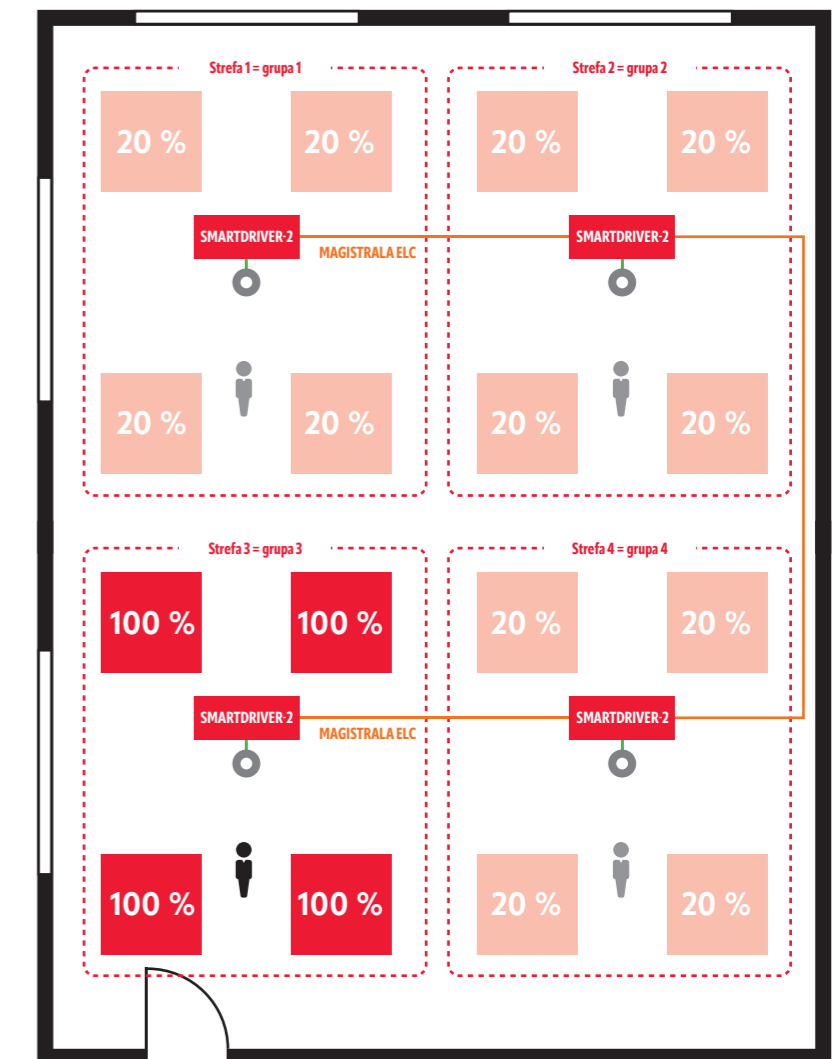 Strefa 1 = grupa 1
Strefa 2 = grupa 2
20 %
20 %
20 %
20 %
SMARTDRIVER-2
SMARTDRIVER-2
MAGISTRALA ELC
20 %
20 %
20 %
20 %
Strefa 3 = grupa 3
Strefa 4 = grupa 4
100 %
100 %
20 %
20 %
SMARTDRIVER-2
SMARTDRIVER-2
MAGISTRALA ELC
100 %
100 %
20 %
20 %